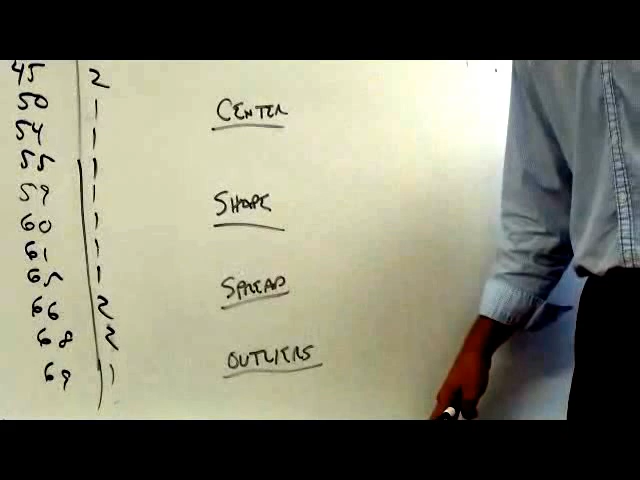 45 2
50 1
CENTER
54 1
55 1
59 1
SHAPE
60 1
61 1
65 1
SPREAD
66 2
68 2
OUTLIERS
69 1